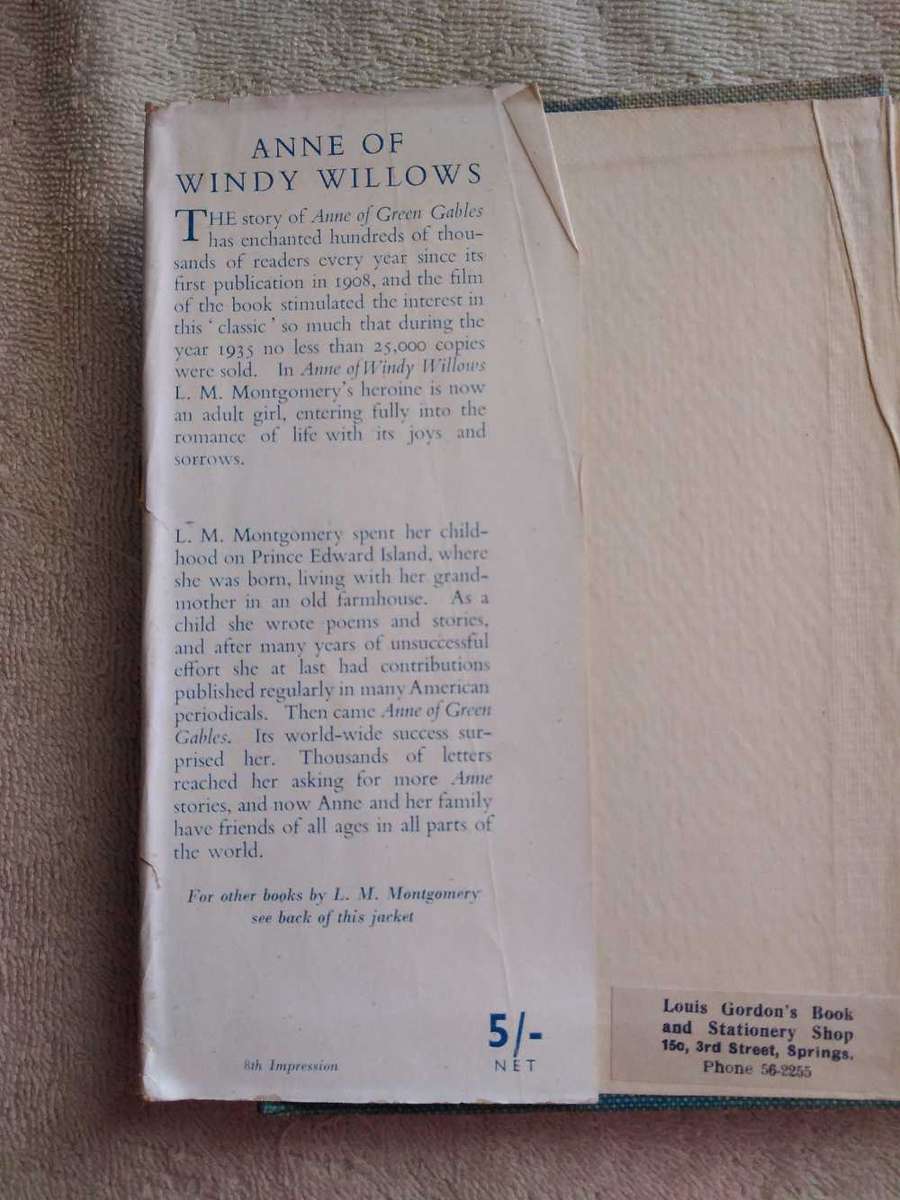 ANNE OF
WINDY WILLOWS
THE story of Anne of Green Gables
has enchanted hundreds of thou-
sands of readers every year since its
first publication in 1908, and the film
of the book stimulated the interest in
this ‘classic’ so much that during the
year 1935 no less than 25,000 copies
were sold. In Anne of Windy Willows
L. M. Montgomery's heroine is now
an adult girl, entering fully into the
romance of life with its joys and
sorrows.
L. M. Montgomery spent her child-
hood on Prince Edward Island, where
she was born, living with her grand-
mother in an old farmhouse. As a
child she wrote poems and stories,
and after many years of unsuccessful
effort she at last had contributions
published regularly in many American
periodicals. Then came Anne of Green
Gables. Its world-wide success sur-
prised her. Thousands of letters
reached her asking for more Anne
stories, and now Anne and her family
have friends of all ages in all parts of
the world.
For other books by L. M. Montgomery
see back of this jacket
8th Impression
5/-
NET
Louis Gordon's Book
and Stationery Shop
15c, 3rd Street, Springs.
Phone 56-2255